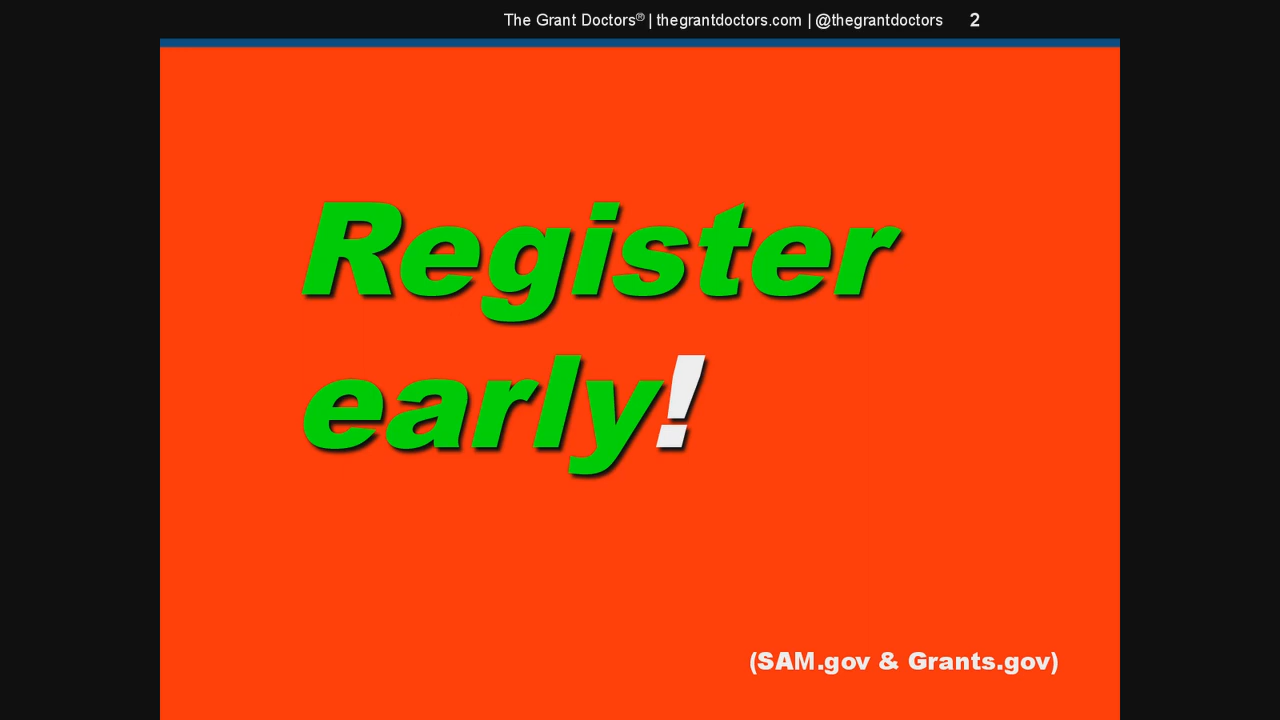 The Grant Doctors® | thegrantdoctors.com | @thegrantdoctors 2
Register
early!
(SAM.gov & Grants.gov)